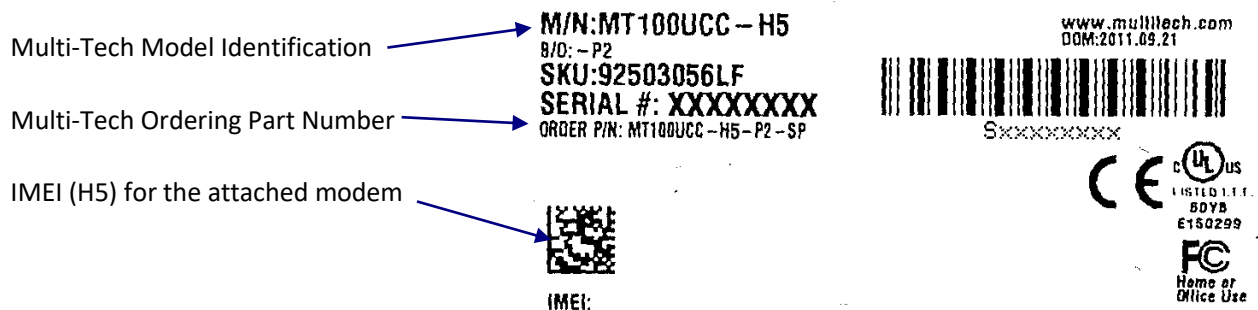 Multi-Tech Model Identification
M/N:MT100UCC-H5
B/O:-P2
SKU:92503056LF
Multi-Tech Ordering Part Number
SERIAL #: XXXXXXXX
ORDER P/N: MT100UCC-H5-P2-SP
IMEI (H5) for the attached modem
IMEI:
www.multitech.com
DOM:2011.09.21
Sxxxxxxxxx
CE
c UL us
LISTED I.T.E.
60YB
E150299
FC
Home or
Office Use